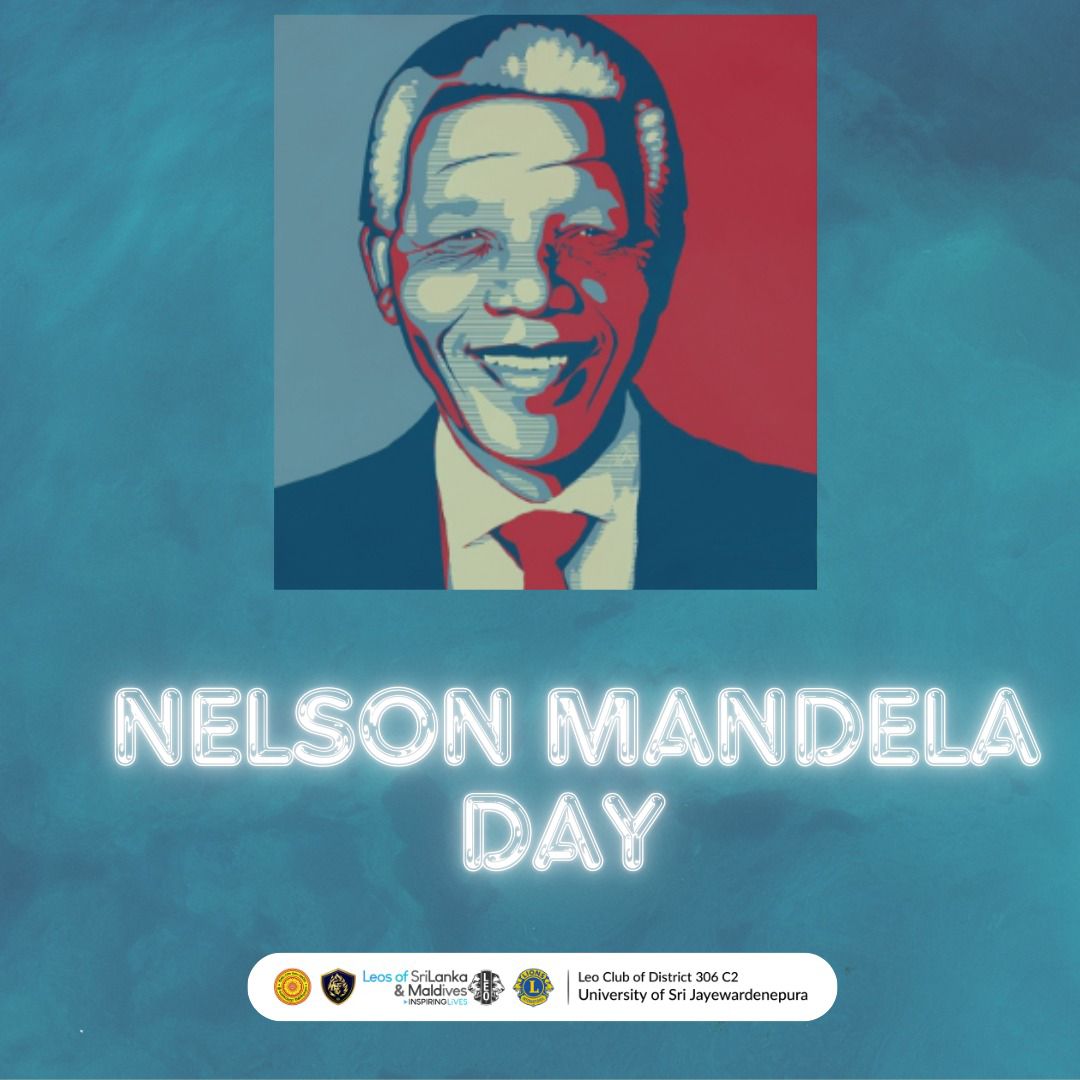 NELSON MANDELA
DAY
Leos of SriLanka
& Maldives
INSPIRING LIVES
LEO
LIONS
L
Leo Club of District 306 C2
University of Sri Jayewardenepura